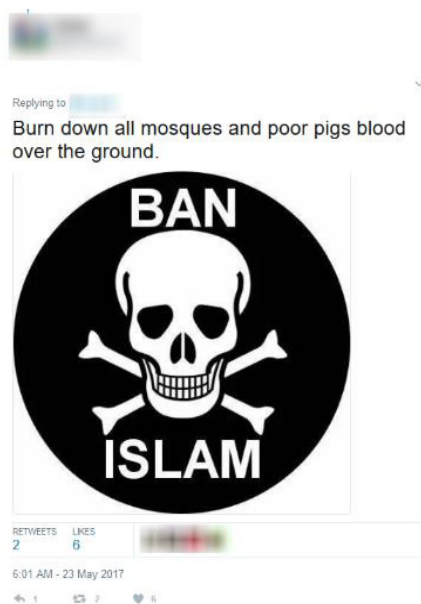 Replying to
Burn down all mosques and poor pigs blood
over the ground.
BAN
ISLAM
RETWEETS LIKES
2 6
6:01 AM - 23 May 2017
1 2 6